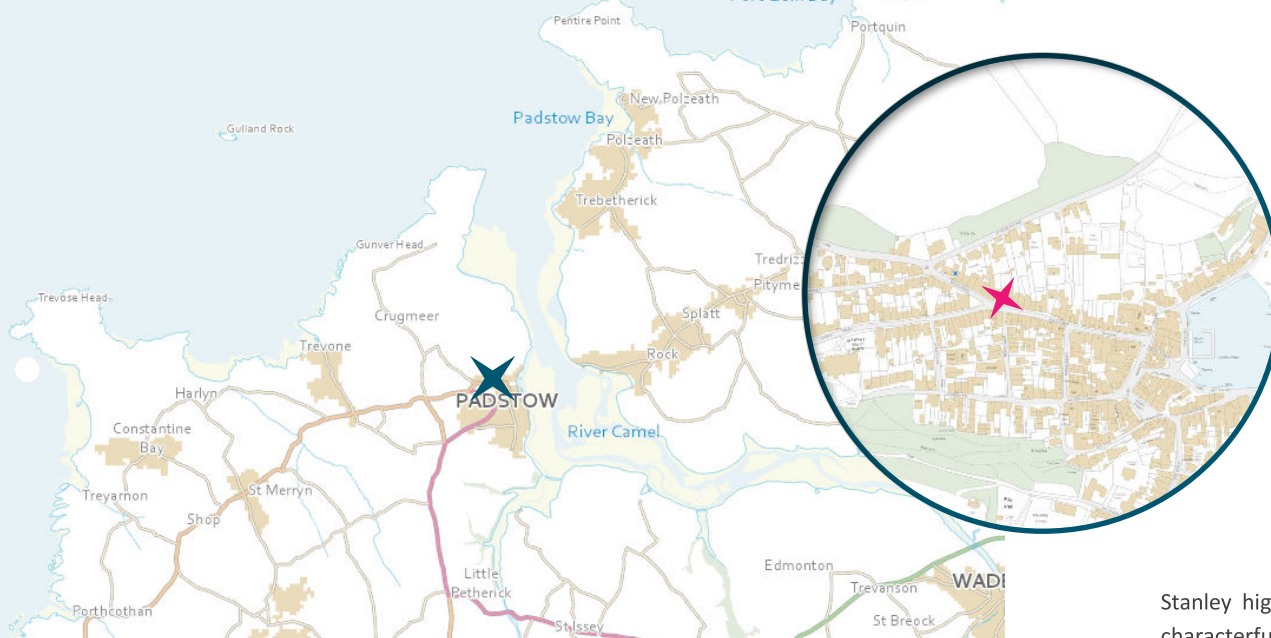 Pentire Point
Portquin
New Polzeath
Padstow Bay
Gulland Rock
Polzeath
Trebetherick
Gunver Head
Tredriz
Pityme
Trevose Head
Crugmeer
Splatt
Trevone
Rock
Harlyn
PADSTOW
Constantine
Bay
River Camel
Treyarnon
St Merryn
Shop
Edmonton
Little
Petherick
Trevanson
WADE
Porthcothan
St Issey
St Breock
Stanley hig
characterfu